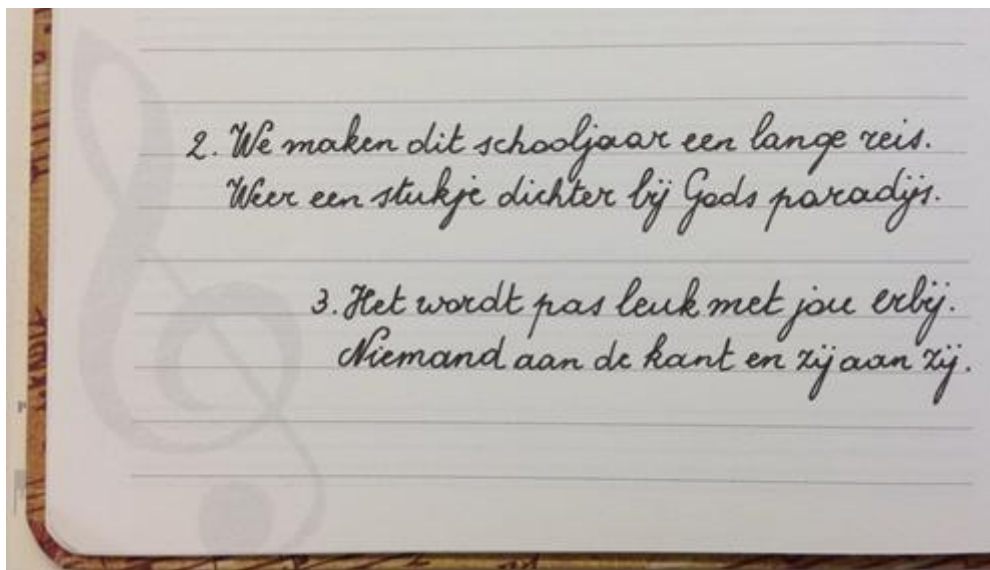 2. We maken dit schooljaar een lange reis.
Weer een stukje dichter bij Gods paradijs.
3. Het wordt pas leuk met jou erbij.
Niemand aan de kant en zij aan zij.